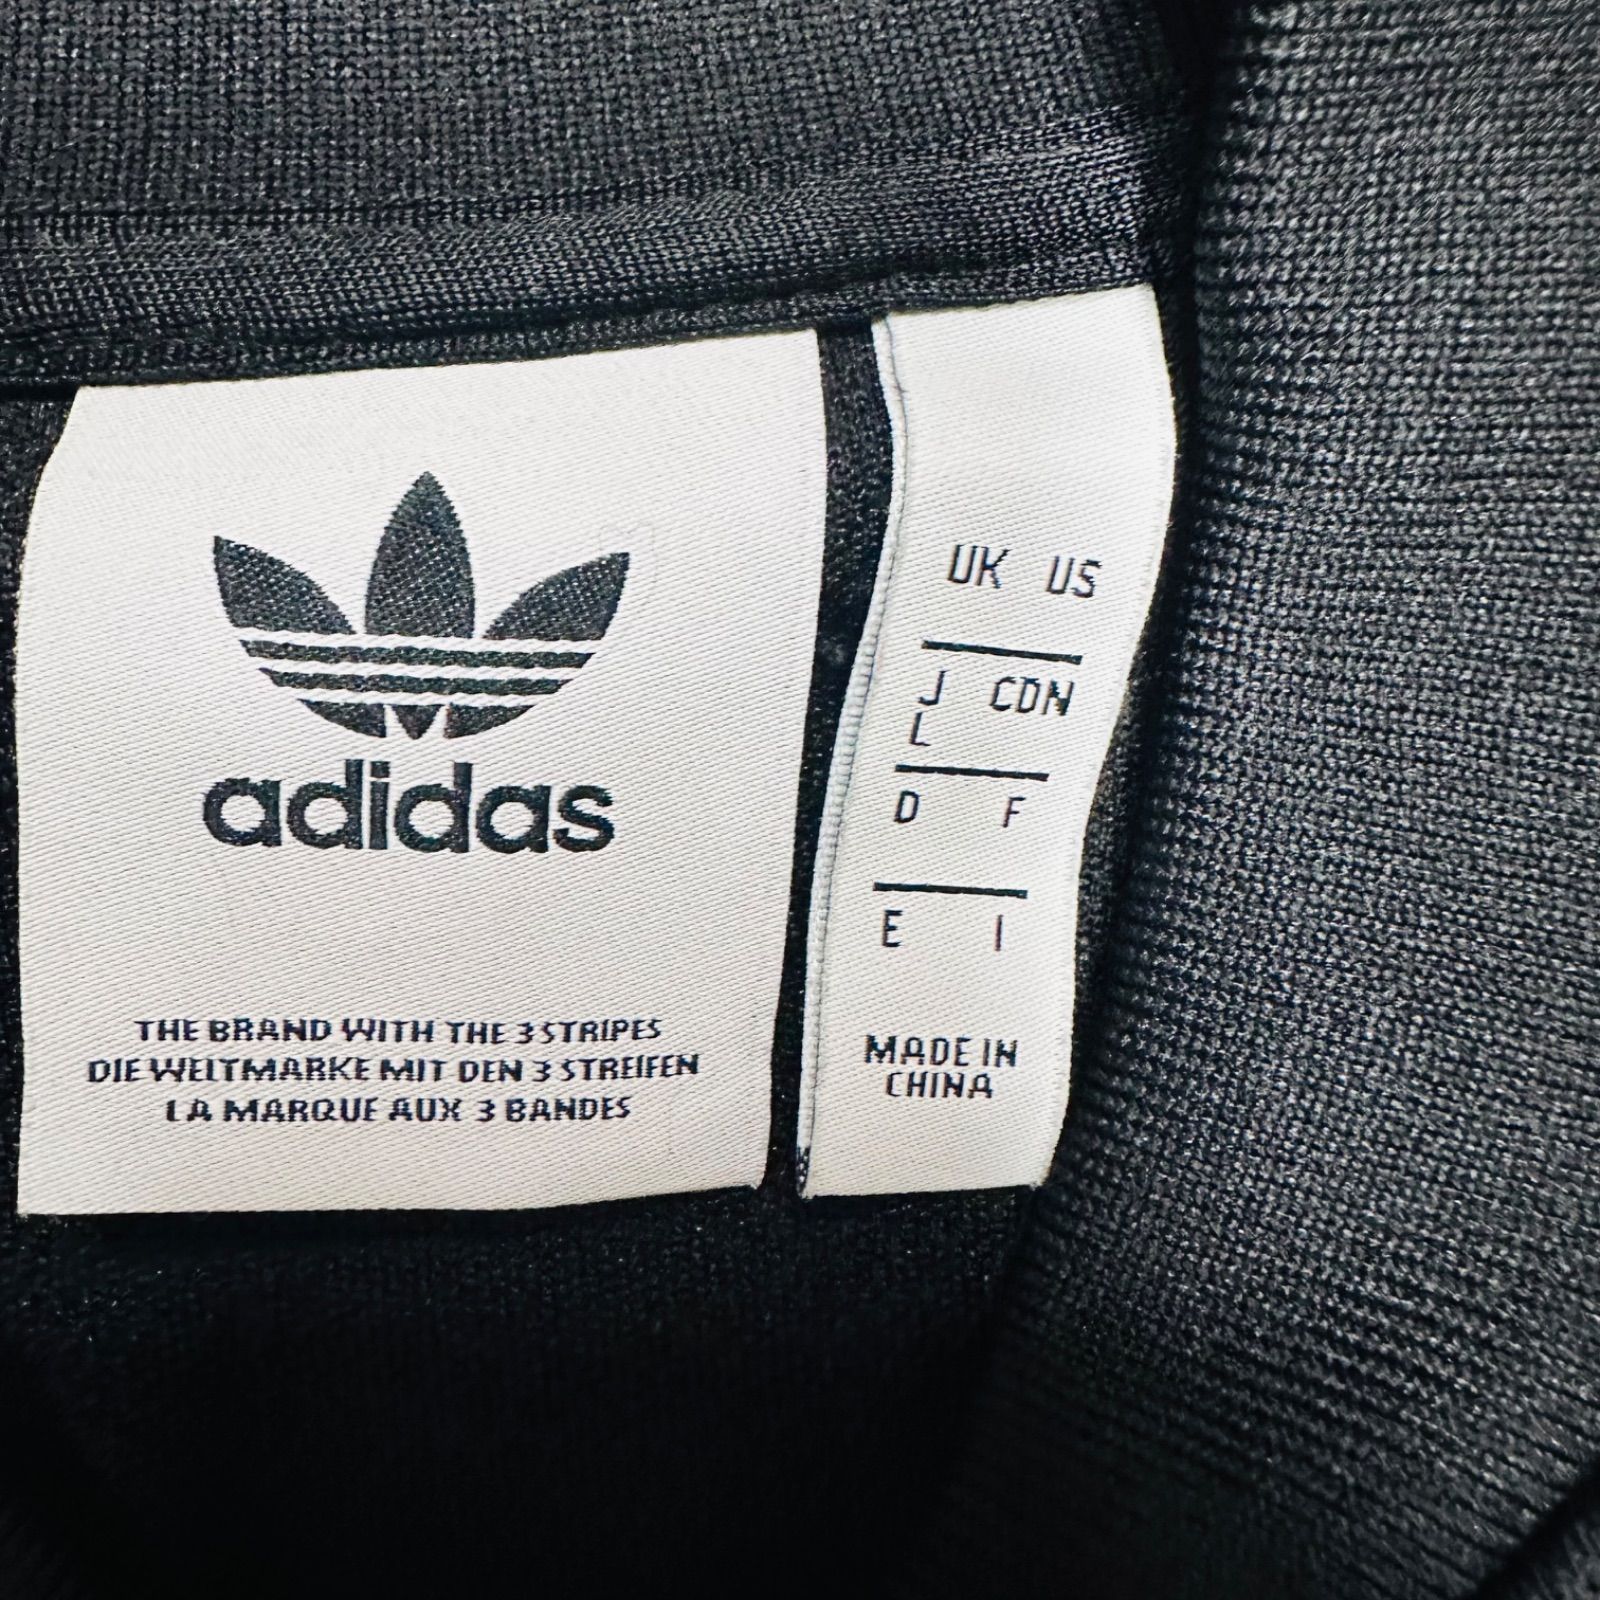 adidas
THE BRAND WITH THE 3 STRIPES
DIE WELTMARKE MIT DEN 3 STREIFEN
LA MARQUE AUX 3 BANDES
UK US
J CDN
L
D F
E I
MADE IN
CHINA